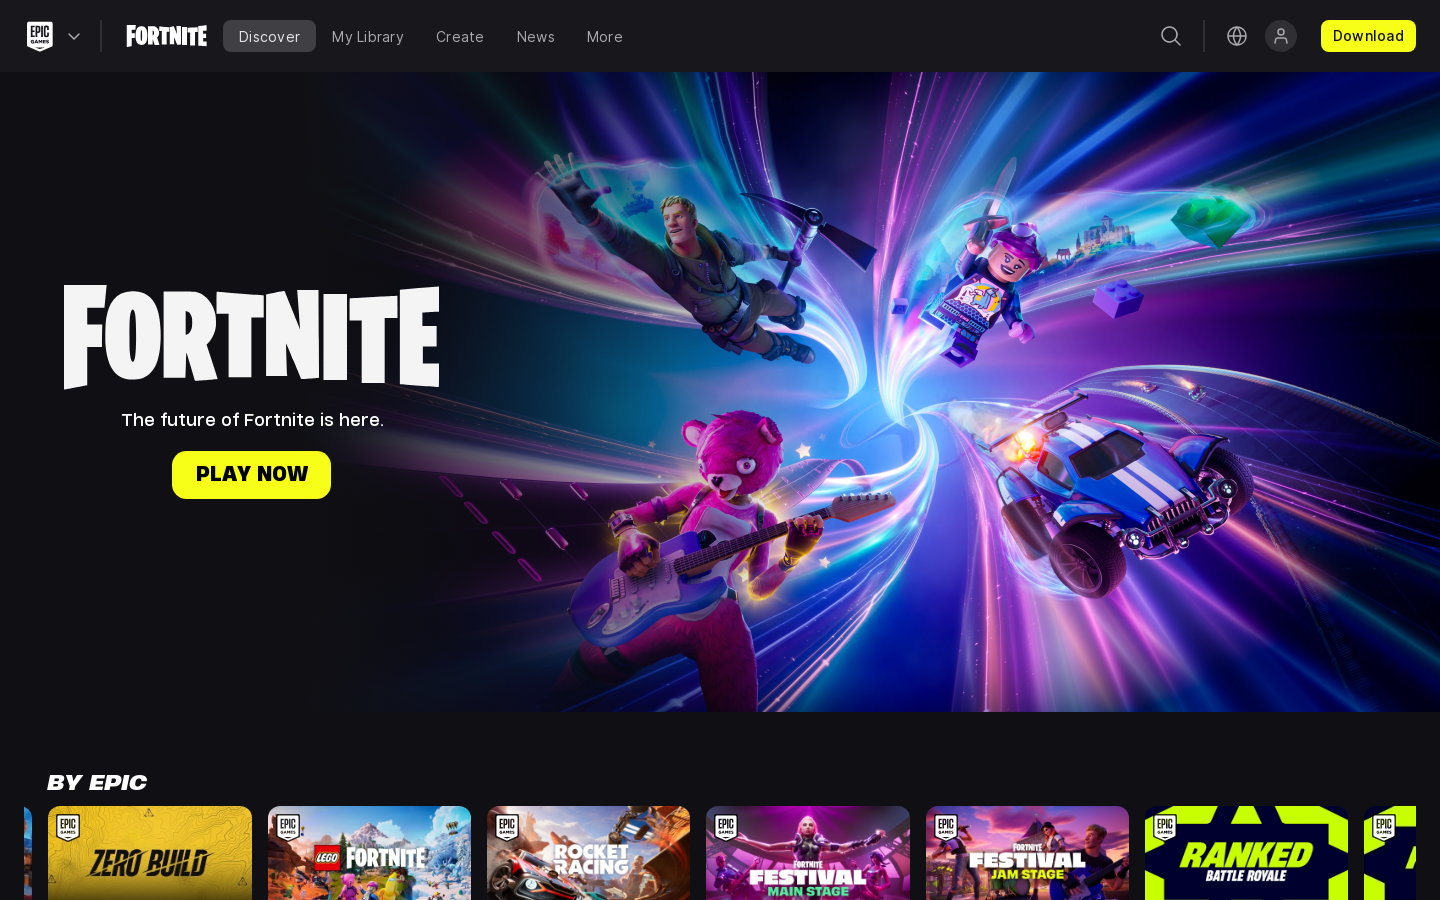 EPIC
GAMES
FORTNITE
Discover
My Library
Create
News
More
Download
FORTNITE
The future of Fortnite is here.
PLAY NOW
BY EPIC
EPIC
GAMES
ZERO BUILD
EPIC
GAMES
LEGO FORTNITE
EPIC
GAMES
ROCKET
RACING
EPIC
GAMES
FORTNITE
FESTIVAL
MAIN STAGE
EPIC
GAMES
FORTNITE
FESTIVAL
JAM STAGE
EPIC
GAMES
RANKED
BATTLE ROYALE
EPIC
GAMES